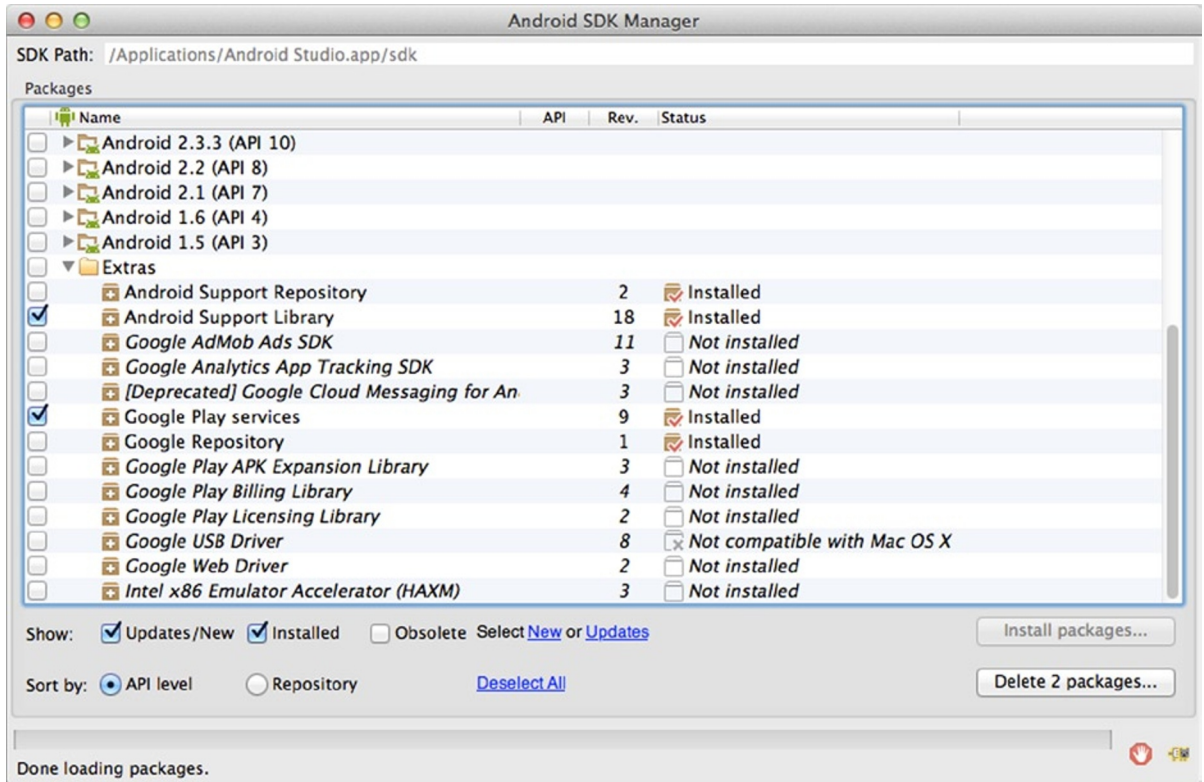 Android SDK Manager
SDK Path: /Applications/Android Studio.app/sdk
Packages
Name API Rev. Status
Android 2.3.3 (API 10)
Android 2.2 (API 8)
Android 2.1 (API 7)
Android 1.6 (API 4)
Android 1.5 (API 3)
Extras
Android Support Repository 2 Installed
Android Support Library 18 Installed
Google AdMob Ads SDK 11 Not installed
Google Analytics App Tracking SDK 3 Not installed
[Deprecated] Google Cloud Messaging for An 3 Not installed
Google Play services 9 Installed
Google Repository 1 Installed
Google Play APK Expansion Library 3 Not installed
Google Play Billing Library 4 Not installed
Google Play Licensing Library 2 Not installed
Google USB Driver 8 Not compatible with Mac OS X
Google Web Driver 2 Not installed
Intel x86 Emulator Accelerator (HAXM) 3 Not installed
Show: Updates/New Installed Obsolete Select New or Updates Install packages...
Sort by: API level Repository Deselect All Delete 2 packages...
Done loading packages.